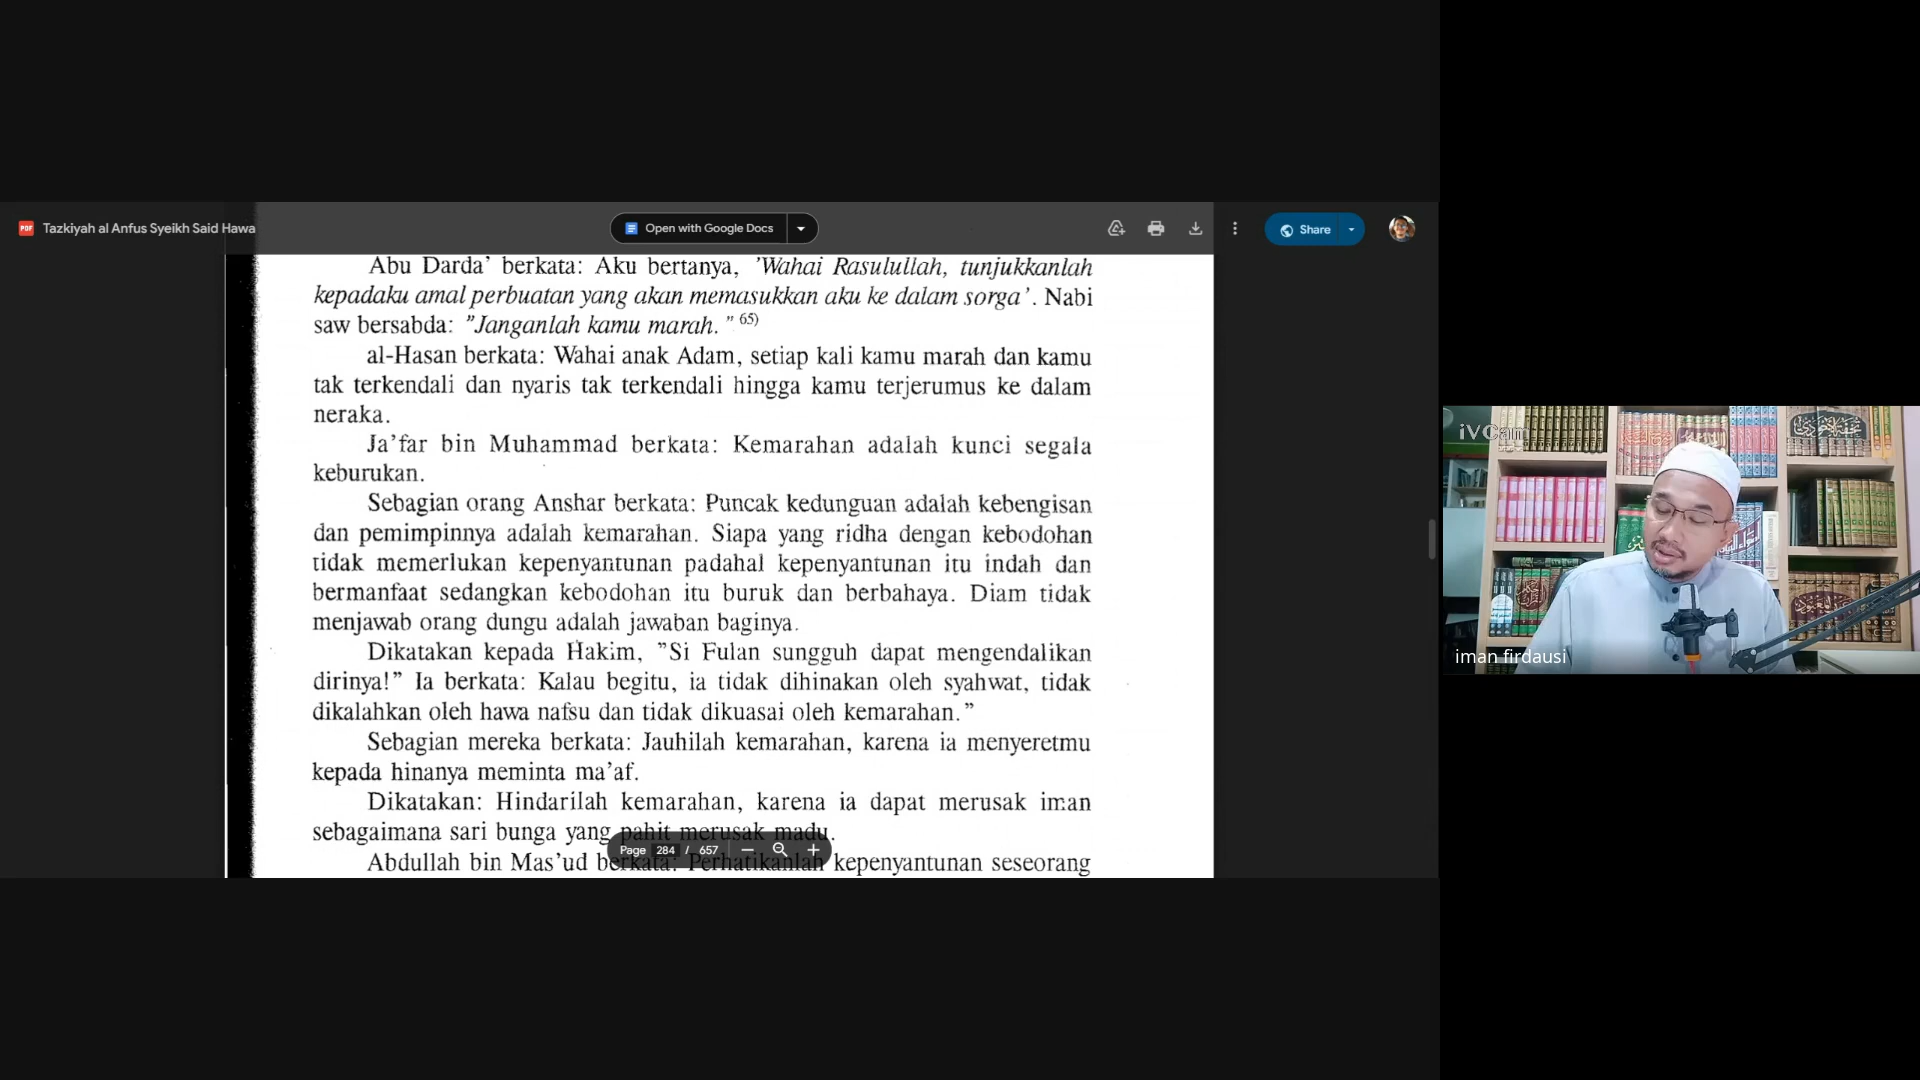 Tazkiyah al Anfus Syeikh Said Hawa
Open with Google Docs
Share
Abu Darda' berkata: Aku bertanya, 'Wahai Rasulullah, tunjukkanlah
kepadaku amal perbuatan yang akan memasukkan aku ke dalam sorga'. Nabi
saw bersabda: "Janganlah kamu marah." 65)
al-Hasan berkata: Wahai anak Adam, setiap kali kamu marah dan kamu
tak terkendali dan nyaris tak terkendali hingga kamu terjerumus ke dalam
neraka.
Ja'far bin Muhammad berkata: Kemarahan adalah kunci segala
keburukan.
Sebagian orang Anshar berkata: Puncak kedunguan adalah kebengisan
dan pemimpinnya adalah kemarahan. Siapa yang ridha dengan kebodohan
tidak memerlukan kepenyantunan padahal kepenyantunan itu indah dan
bermanfaat sedangkan kebodohan itu buruk dan berbahaya. Diam tidak
menjawab orang dungu adalah jawaban baginya.
Dikatakan kepada Hakim, "Si Fulan sungguh dapat mengendalikan
dirinya!" Ia berkata: Kalau begitu, ia tidak dihinakan oleh syahwat, tidak
dikalahkan oleh hawa nafsu dan tidak dikuasai oleh kemarahan."
Sebagian mereka berkata: Jauhilah kemarahan, karena ia menyeretmu
kepada hinanya meminta ma'af.
Dikatakan: Hindarilah kemarahan, karena ia dapat merusak iman
sebagaimana sari bunga yang pahit merusak madu.
Abdullah bin Mas'ud berkata: Perhatikanlah kepenyantunan seseorang
Page 284 / 657
iVCam
iman firdausi